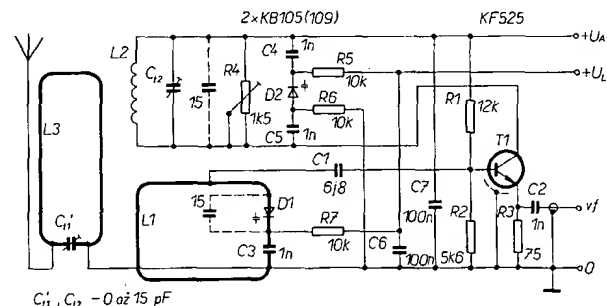 2×KB105(109)
KF525
+U_A
L2
C4
1n
R5
10k
+U_L
C_t2
15
R4
1k5
D2
R6
10k
R1
12k
L3
C5
1n
C1
6j8
T1
C7
100n
C2
1n
vf
L1
15
D1
R7
10k
R2
5k6
R3
75
C_t1'
C3
1n
C6
100n
0
C_t1', C_t2 – 0 až 15 pF